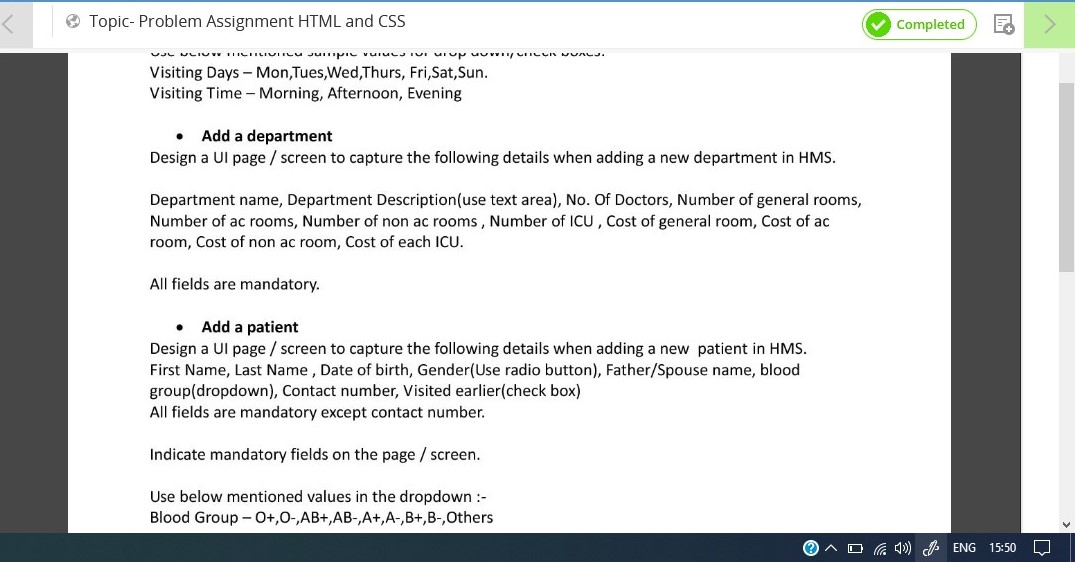 Topic- Problem Assignment HTML and CSS
Completed
Use below mentioned sample values for drop down/check boxes.
Visiting Days – Mon,Tues,Wed,Thurs, Fri,Sat,Sun.
Visiting Time – Morning, Afternoon, Evening
• Add a department
Design a UI page / screen to capture the following details when adding a new department in HMS.
Department name, Department Description(use text area), No. Of Doctors, Number of general rooms,
Number of ac rooms, Number of non ac rooms , Number of ICU , Cost of general room, Cost of ac
room, Cost of non ac room, Cost of each ICU.
All fields are mandatory.
• Add a patient
Design a UI page / screen to capture the following details when adding a new  patient in HMS.
First Name, Last Name , Date of birth, Gender(Use radio button), Father/Spouse name, blood
group(dropdown), Contact number, Visited earlier(check box)
All fields are mandatory except contact number.
Indicate mandatory fields on the page / screen.
Use below mentioned values in the dropdown :-
Blood Group – O+,O-,AB+,AB-,A+,A-,B+,B-,Others
ENG 15:50